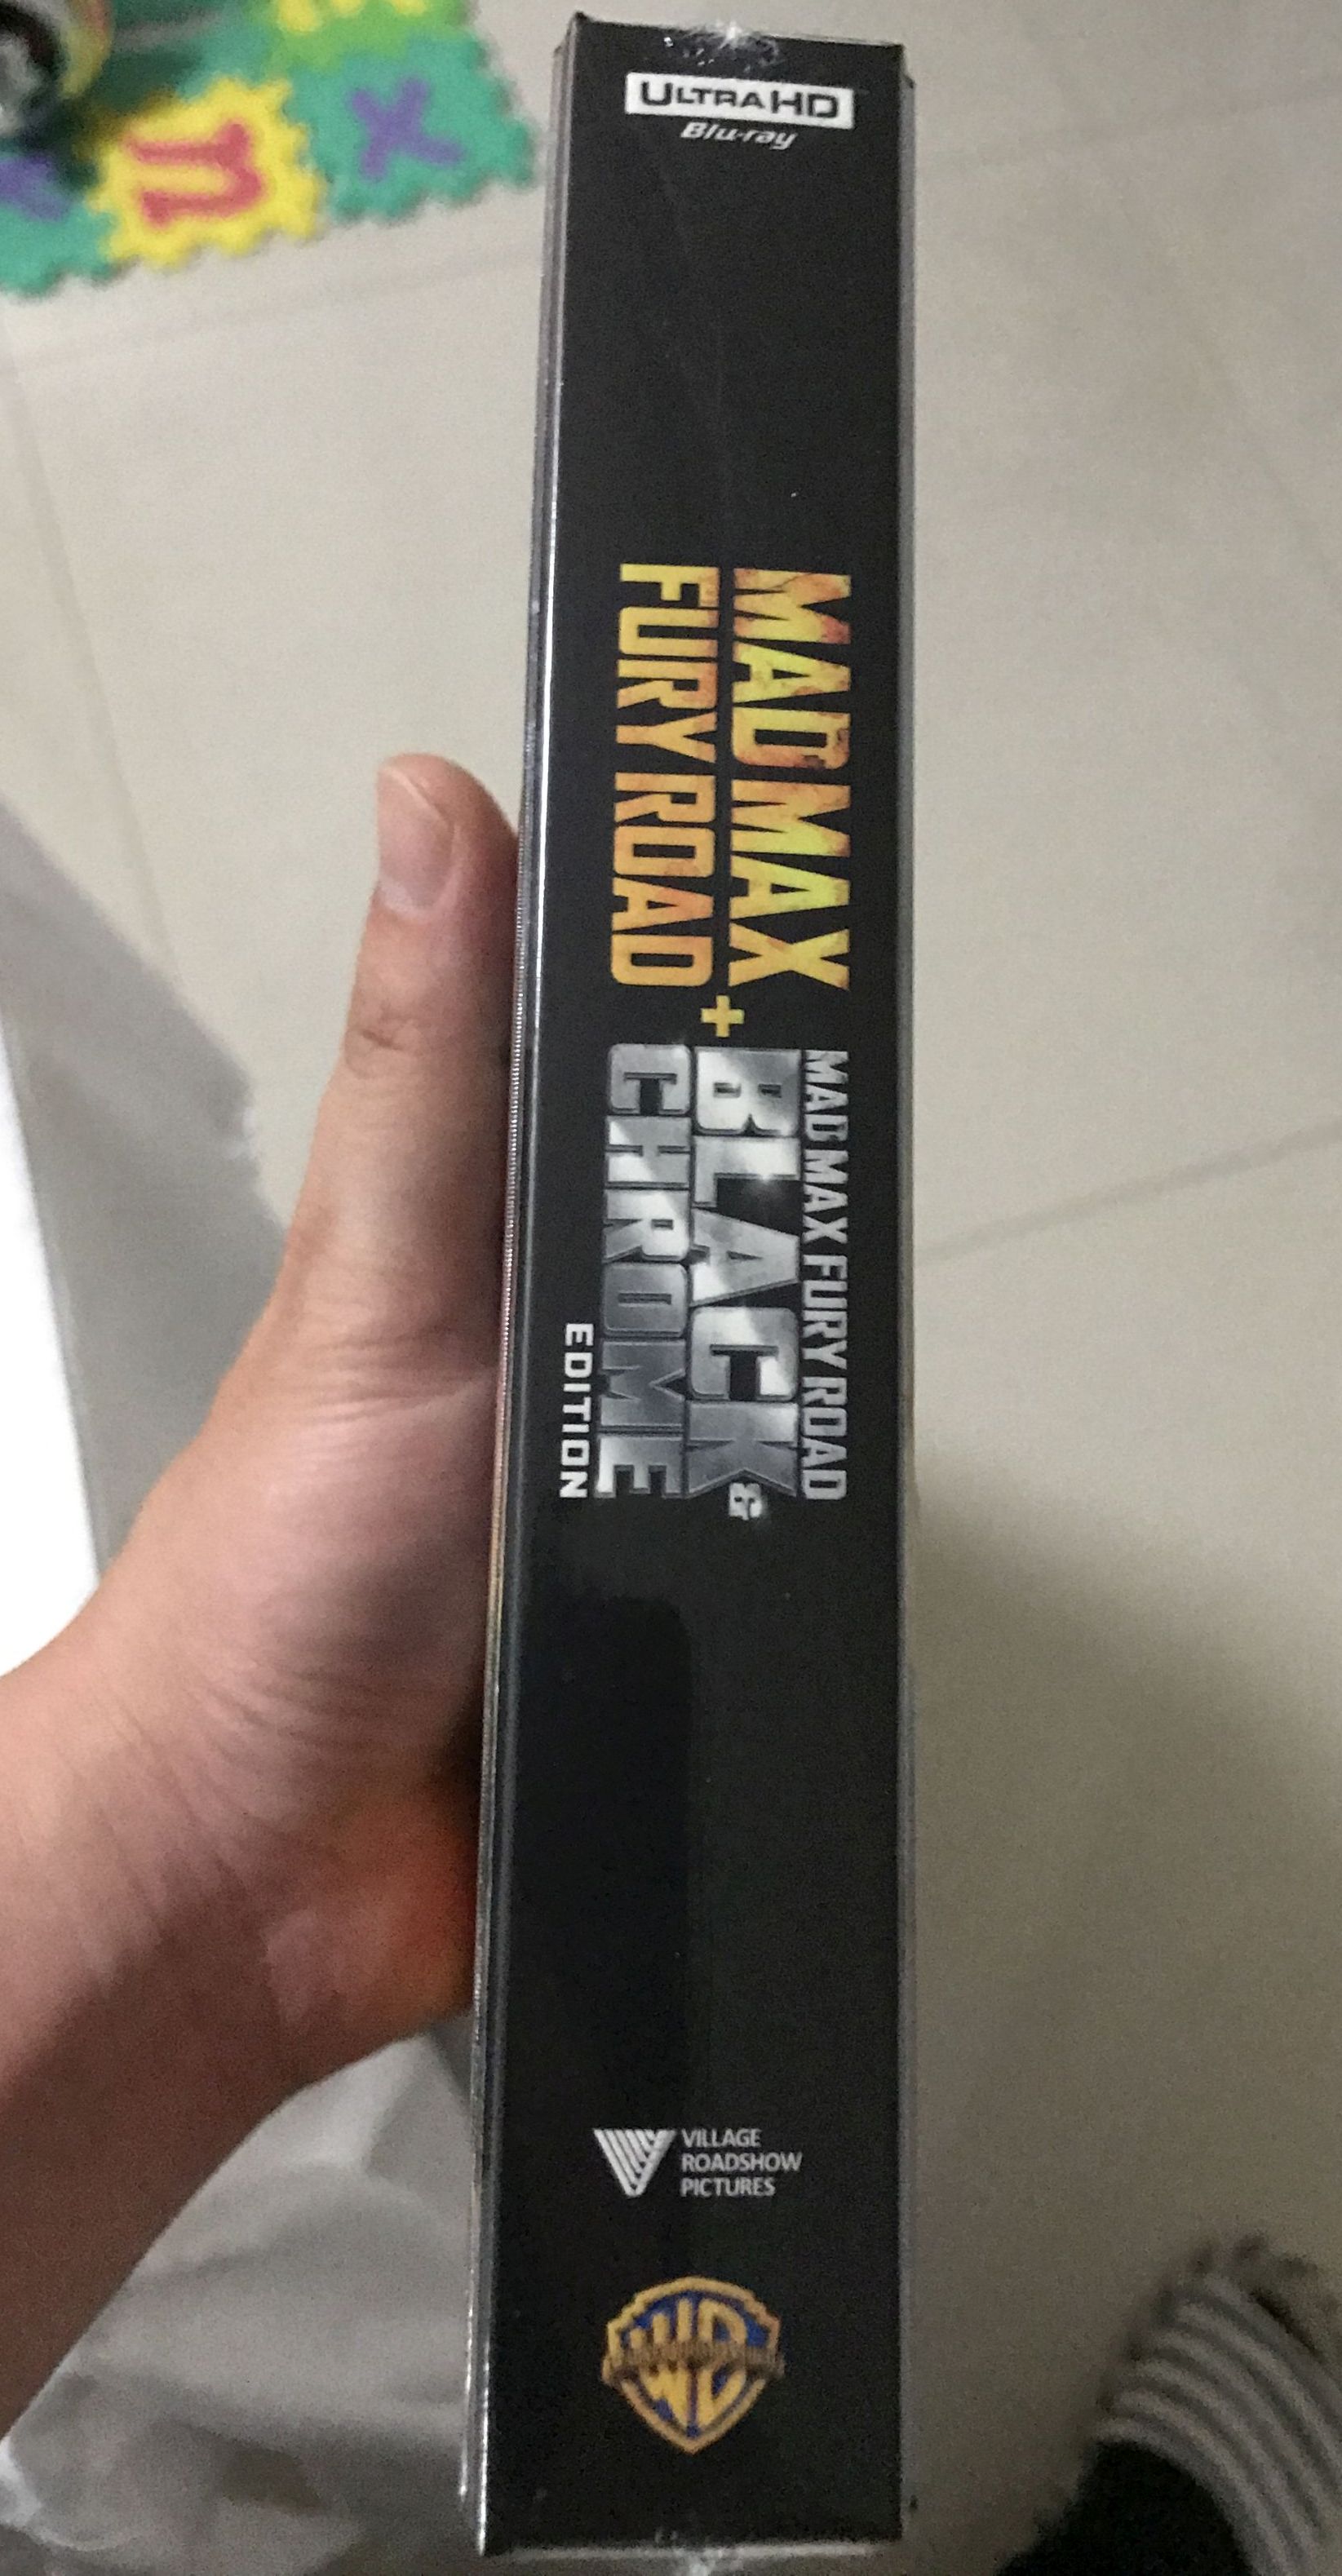 ULTRA HD
Blu-ray
MAD MAX
FURY ROAD
+
MAD MAX FURY ROAD
BLACK &
CHROME
EDITION
VILLAGE
ROADSHOW
PICTURES
WB
n
X